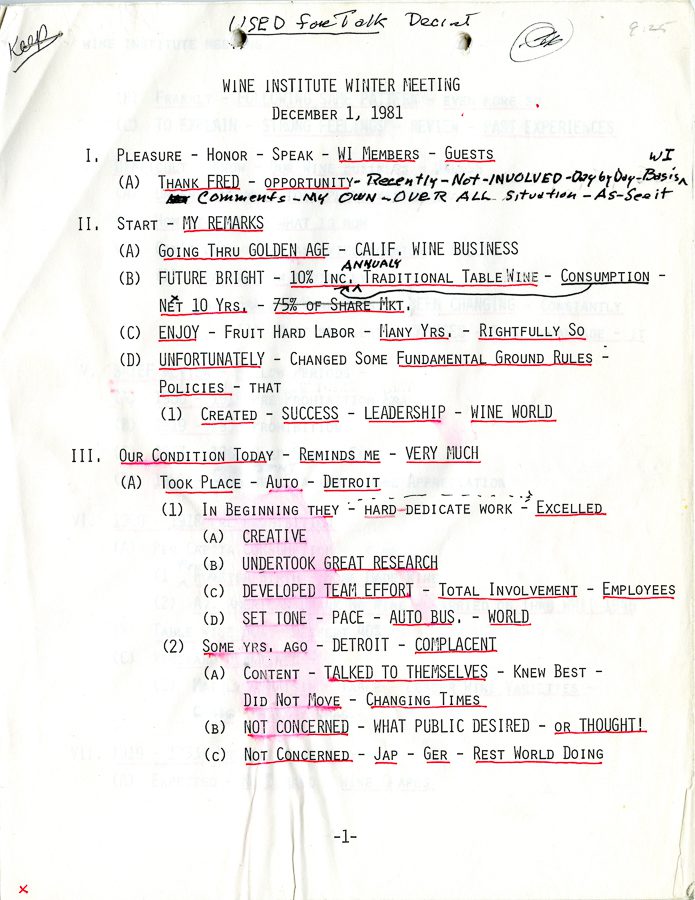 USED for Talk Dec 1st
Keep
9:25
WINE INSTITUTE WINTER MEETING
DECEMBER 1, 1981
I. PLEASURE - HONOR - SPEAK - WI MEMBERS - GUESTS
WI
(A) THANK FRED - OPPORTUNITY - Recently - Not - INVOLVED - Day by Day - Basis
Comments - My OWN - OVER ALL Situation - As - See it
II. START - MY REMARKS
(A) GOING THRU GOLDEN AGE - CALIF. WINE BUSINESS
ANNUALY
(B) FUTURE BRIGHT - 10% INC. TRADITIONAL TABLE WINE - CONSUMPTION -
NEXT 10 YRS. - 75% OF SHARE MKT.
(C) ENJOY - FRUIT HARD LABOR - MANY YRS. - RIGHTFULLY SO
(D) UNFORTUNATELY - CHANGED SOME FUNDAMENTAL GROUND RULES -
POLICIES - THAT
(1) CREATED - SUCCESS - LEADERSHIP - WINE WORLD
III. OUR CONDITION TODAY - REMINDS ME - VERY MUCH
(A) TOOK PLACE - AUTO - DETROIT
(1) IN BEGINNING THEY - HARD-DEDICATE WORK - EXCELLED
(A) CREATIVE
(B) UNDERTOOK GREAT RESEARCH
(C) DEVELOPED TEAM EFFORT - TOTAL INVOLVEMENT - EMPLOYEES
(D) SET TONE - PACE - AUTO BUS. - WORLD
(2) SOME YRS. AGO - DETROIT - COMPLACENT
(A) CONTENT - TALKED TO THEMSELVES - KNEW BEST -
DID NOT MOVE - CHANGING TIMES
(B) NOT CONCERNED - WHAT PUBLIC DESIRED - OR THOUGHT!
(C) NOT CONCERNED - JAP - GER - REST WORLD DOING
-1-